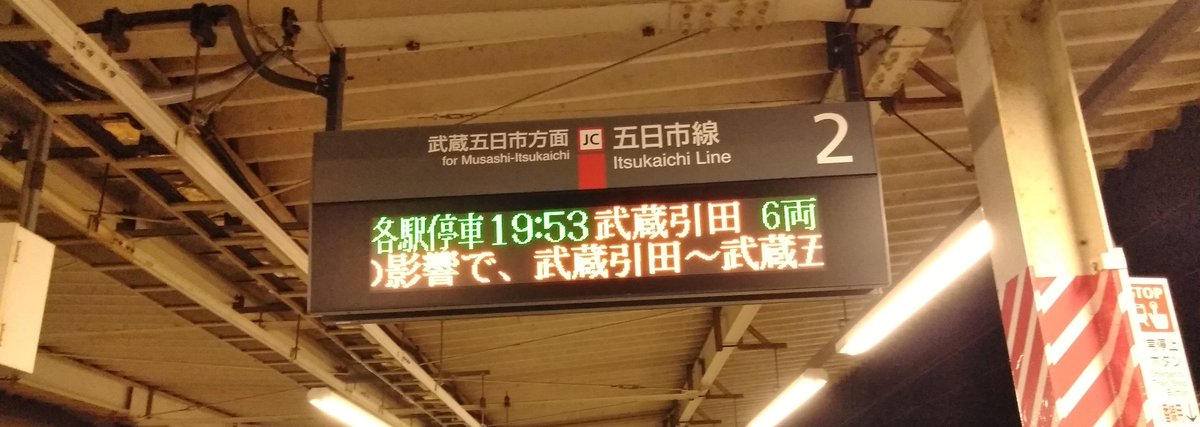 武蔵五日市方面 JC 五日市線 2
for Musashi-Itsukaichi Itsukaichi Line
各駅停車 19:53 武蔵引田 6両
の影響で、武蔵引田～武蔵五
STOP